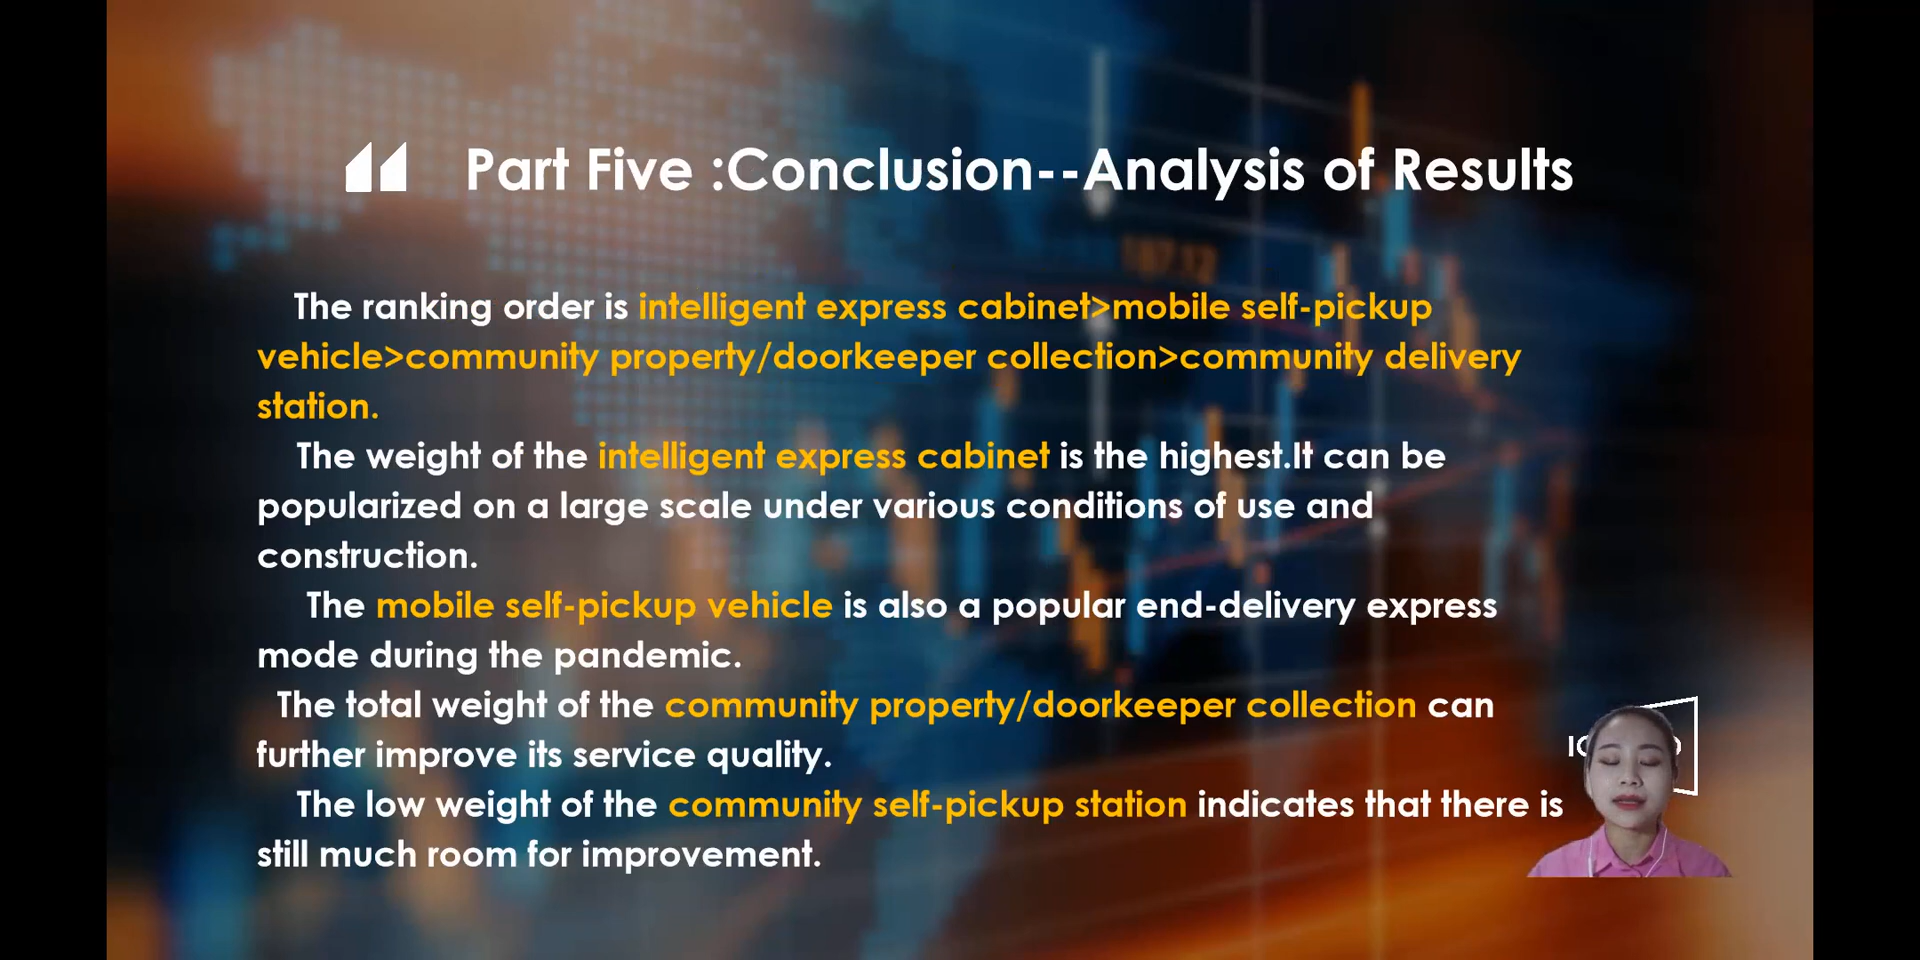 Part Five :Conclusion--Analysis of Results
107.12
The ranking order is intelligent express cabinet>mobile self-pickup
vehicle>community property/doorkeeper collection>community delivery
station.
The weight of the intelligent express cabinet is the highest.It can be
popularized on a large scale under various conditions of use and
construction.
The mobile self-pickup vehicle is also a popular end-delivery express
mode during the pandemic.
The total weight of the community property/doorkeeper collection can
further improve its service quality.
The low weight of the community self-pickup station indicates that there is
still much room for improvement.